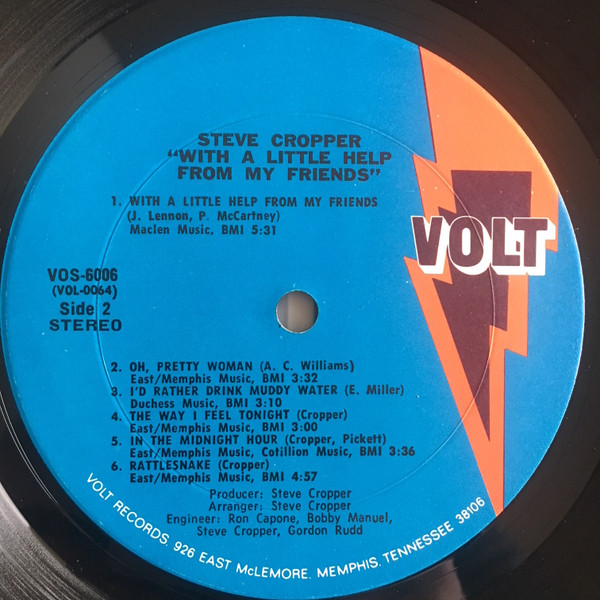 STEVE CROPPER
"WITH A LITTLE HELP
FROM MY FRIENDS"
1. WITH A LITTLE HELP FROM MY FRIENDS
(J. Lennon, P. McCartney)
Maclen Music, BMI 5:31
VOLT
VOS-6006
(VOL-0064)
Side 2
STEREO
2. OH, PRETTY WOMAN (A. C. Williams)
East/Memphis Music, BMI 3:32
3. I'D RATHER DRINK MUDDY WATER (E. Miller)
Duchess Music, BMI 3:10
4. THE WAY I FEEL TONIGHT (Cropper)
East/Memphis Music, BMI 3:00
5. IN THE MIDNIGHT HOUR (Cropper, Pickett)
East/Memphis Music, Cotillion Music, BMI 3:36
6. RATTLESNAKE (Cropper)
East/Memphis Music, BMI 4:57
Producer: Steve Cropper
Arranger: Steve Cropper
Engineer: Ron Capone, Bobby Manuel,
Steve Cropper, Gordon Rudd
VOLT RECORDS, 926 EAST McLEMORE, MEMPHIS, TENNESSEE 38106